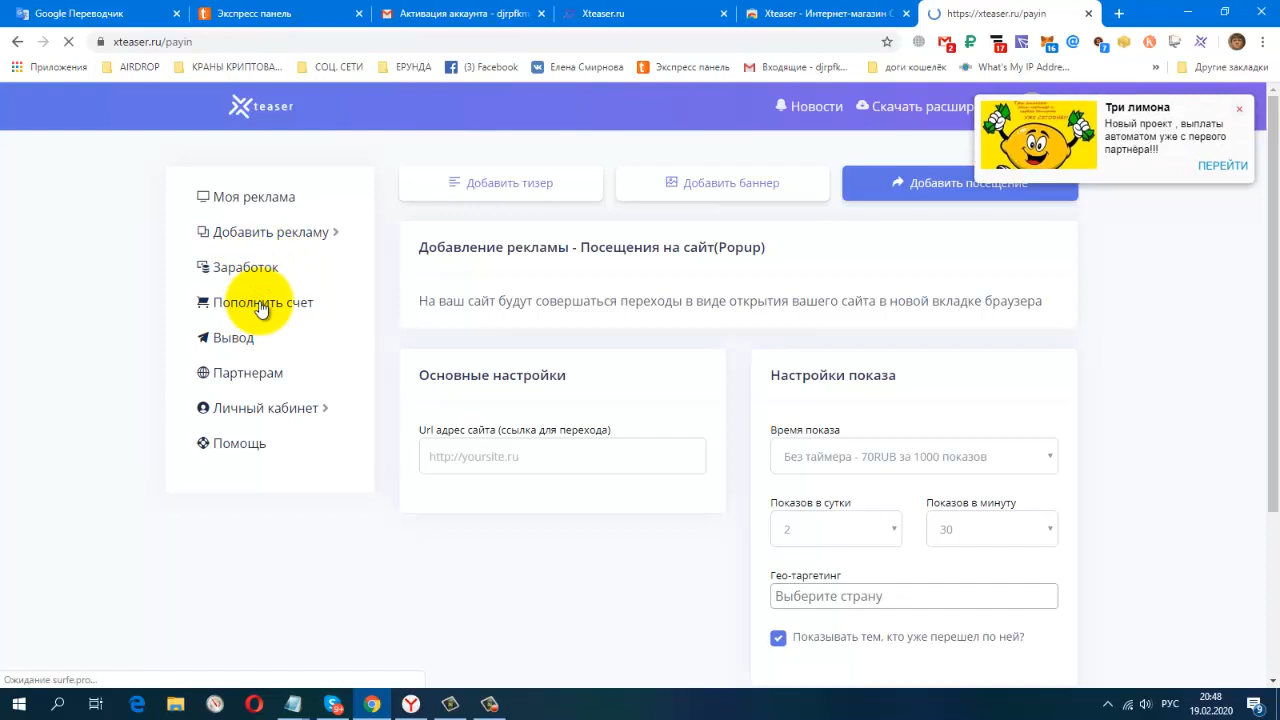 Google Переводчик
Экспресс панель
Активация аккаунта - djrpfkm
Xteaser.ru
Xteaser - Интернет-магазин С
https://xteaser.ru/payin
xteaser.ru/payin
Приложения
AIRDROP
КРАНЫ КРИПТОВА...
СОЦ. СЕТИ
ЕРУНДА
(3) Facebook
Елена Смирнова
Экспресс панель
Входящие - djrpfk...
доги кошелёк
What's My IP Addre...
»
Другие закладки
Xteaser
Новости
Скачать расшир
Три лимона
Новый проект , выплаты
автоматом уже с первого
партнёра!!!
ПЕРЕЙТИ
Моя реклама
Добавить рекламу
Заработок
Пополнить счет
Вывод
Партнерам
Личный кабинет
Помощь
Добавить тизер
Добавить баннер
Добавить посещение
Добавление рекламы - Посещения на сайт(Popup)
На ваш сайт будут совершаться переходы в виде открытия вашего сайта в новой вкладке браузера
Основные настройки
Url адрес сайта (ссылка для перехода)
http://yoursite.ru
Настройки показа
Время показа
Без таймера - 70RUB за 1000 показов
Показов в сутки
Показов в минуту
2
30
Гео-таргетинг
Выберите страну
Показывать тем, кто уже перешел по ней?
Ожидание surfe.pro...
РУС
20:48
19.02.2020